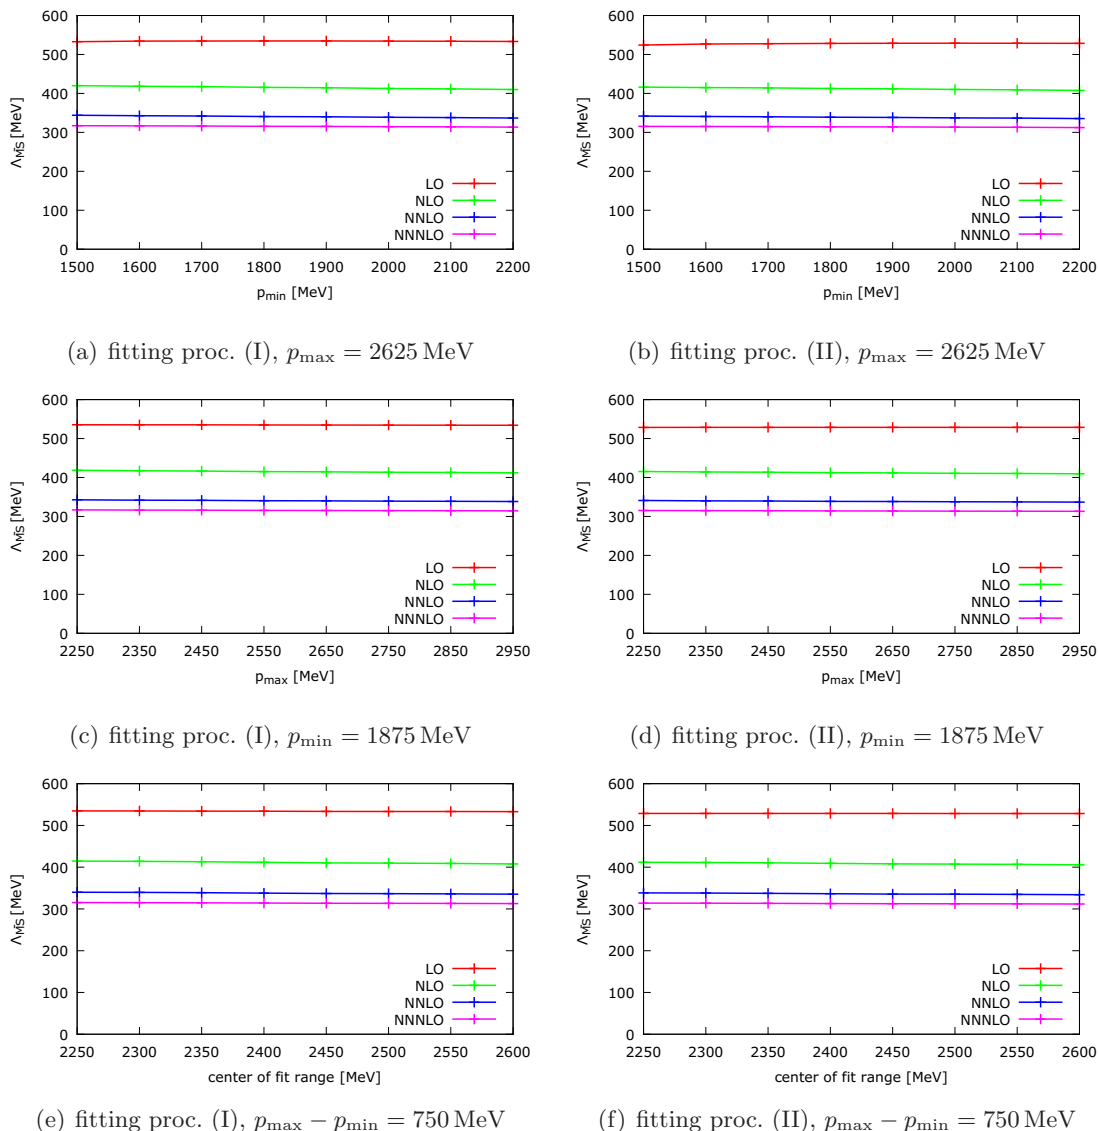 600
500
400
300
200
100
0
Λ_MS [MeV]
LO
NLO
NNLO
NNNLO
1500 1600 1700 1800 1900 2000 2100 2200
p_min [MeV]
(a) fitting proc. (I), p_max = 2625 MeV
600
500
400
300
200
100
0
Λ_MS [MeV]
LO
NLO
NNLO
NNNLO
1500 1600 1700 1800 1900 2000 2100 2200
p_min [MeV]
(b) fitting proc. (II), p_max = 2625 MeV
600
500
400
300
200
100
0
Λ_MS [MeV]
LO
NLO
NNLO
NNNLO
2250 2350 2450 2550 2650 2750 2850 2950
p_max [MeV]
(c) fitting proc. (I), p_min = 1875 MeV
600
500
400
300
200
100
0
Λ_MS [MeV]
LO
NLO
NNLO
NNNLO
2250 2350 2450 2550 2650 2750 2850 2950
p_max [MeV]
(d) fitting proc. (II), p_min = 1875 MeV
600
500
400
300
200
100
0
Λ_MS [MeV]
LO
NLO
NNLO
NNNLO
2250 2300 2350 2400 2450 2500 2550 2600
center of fit range [MeV]
(e) fitting proc. (I), p_max − p_min = 750 MeV
600
500
400
300
200
100
0
Λ_MS [MeV]
LO
NLO
NNLO
NNNLO
2250 2300 2350 2400 2450 2500 2550 2600
center of fit range [MeV]
(f) fitting proc. (II), p_max − p_min = 750 MeV